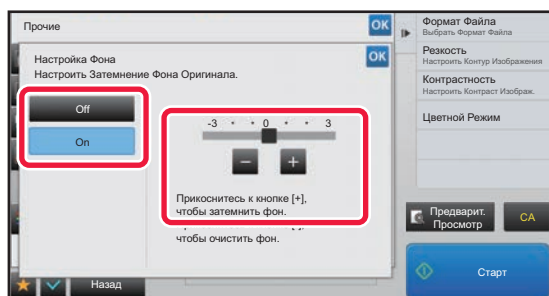 Прочие
OK
Настройка Фона
Настроить Затемнение Фона Оригинала.
OK
Off
On
-3 • • 0 • • 3
−
+
Прикоснитесь к кнопке [+],
чтобы затемнить фон.
чтобы очистить фон.
Назад
Формат Файла
Выбрать Формат Файла
Резкость
Настроить Контур Изображения
Контрастность
Настроить Контраст Изображ.
Цветной Режим
Предварит.
Просмотр
CA
Старт